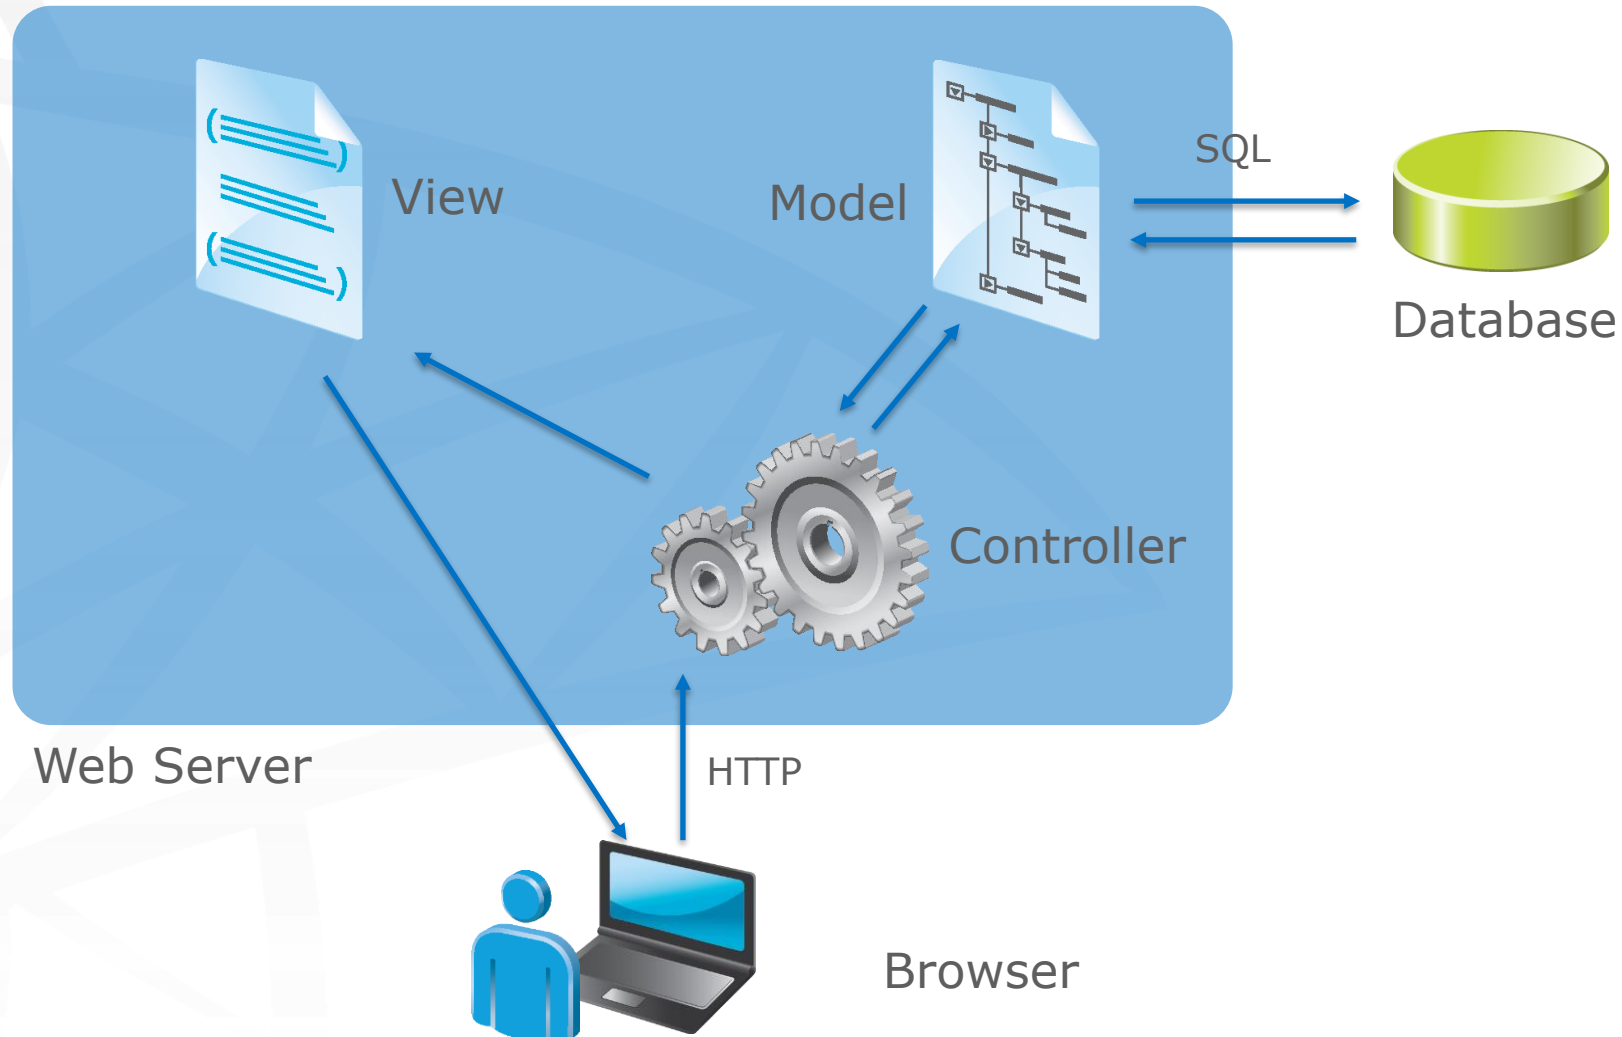 View
Model
SQL
Database
Controller
Web Server
HTTP
Browser